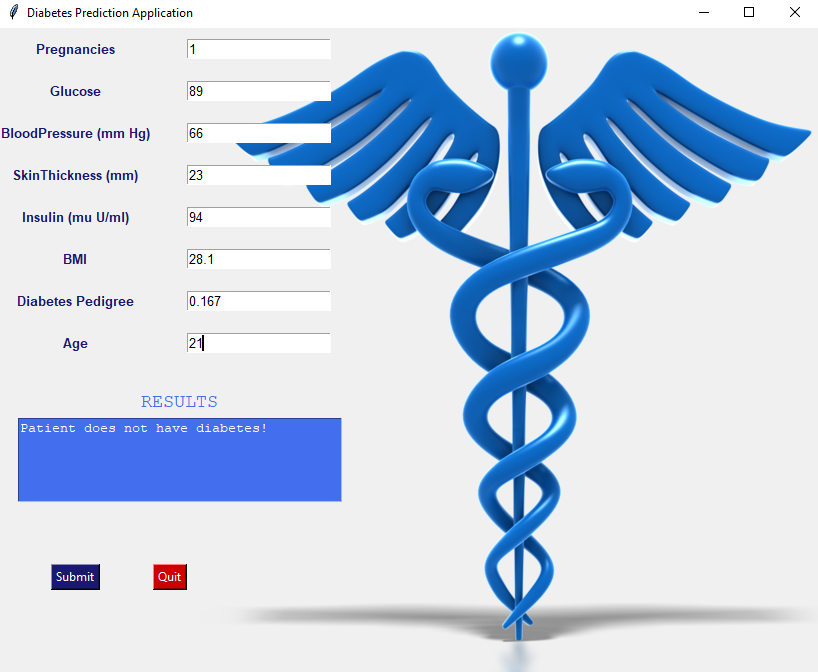 Diabetes Prediction Application
Pregnancies 1
Glucose 89
BloodPressure (mm Hg) 66
SkinThickness (mm) 23
Insulin (mu U/ml) 94
BMI 28.1
Diabetes Pedigree 0.167
Age 21
RESULTS
Patient does not have diabetes!
Submit Quit